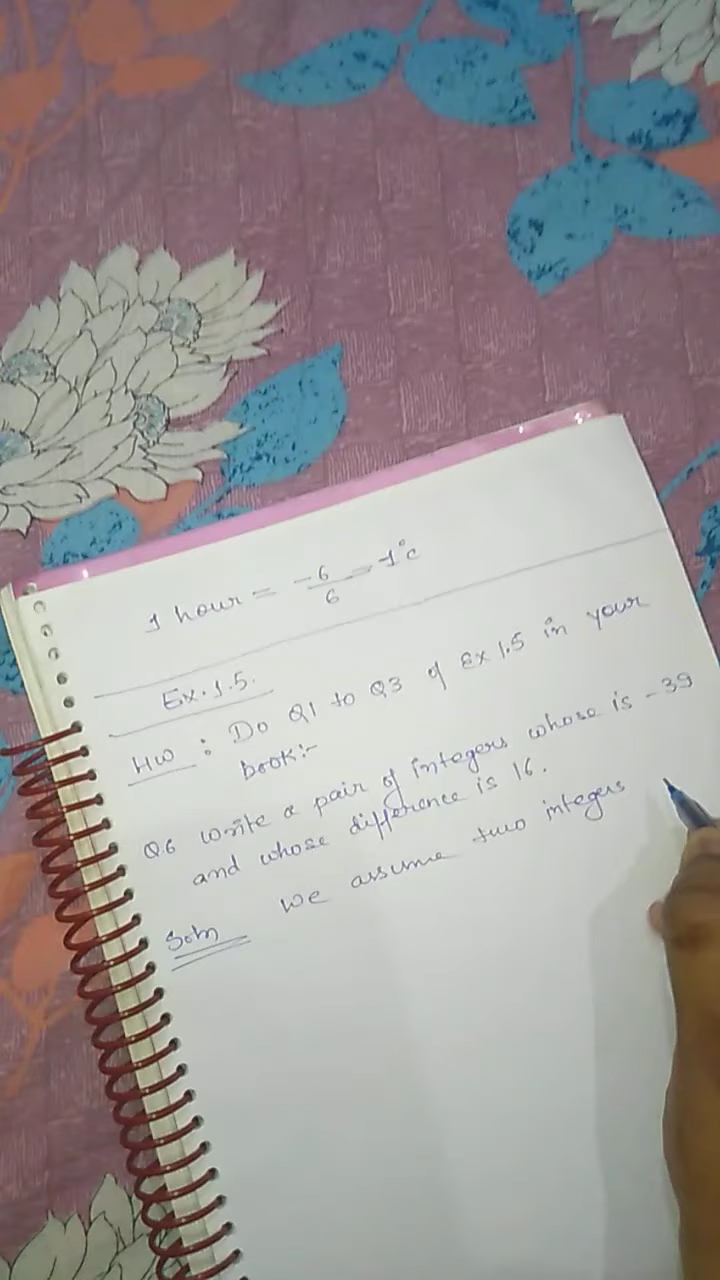 1 hour = -6/6 = -1°c
Ex. 1.5.
HW : Do Q1 to Q3 of Ex 1.5 in your
book:-
Q6 Write a pair of integers whose is -39
and whose difference is 16.
Soln We assume two integers